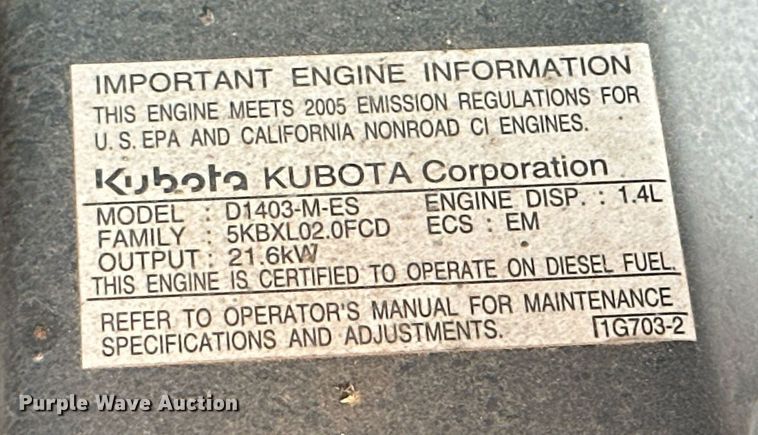 IMPORTANT ENGINE INFORMATION
THIS ENGINE MEETS 2005 EMISSION REGULATIONS FOR
U.S. EPA AND CALIFORNIA NONROAD CI ENGINES.
Kubota KUBOTA Corporation
MODEL : D1403-M-ES ENGINE DISP. : 1.4L
FAMILY : 5KBXL02.0FCD ECS : EM
OUTPUT : 21.6kW
THIS ENGINE IS CERTIFIED TO OPERATE ON DIESEL FUEL.
REFER TO OPERATOR'S MANUAL FOR MAINTENANCE
SPECIFICATIONS AND ADJUSTMENTS. 1G703-2
Purple Wave Auction